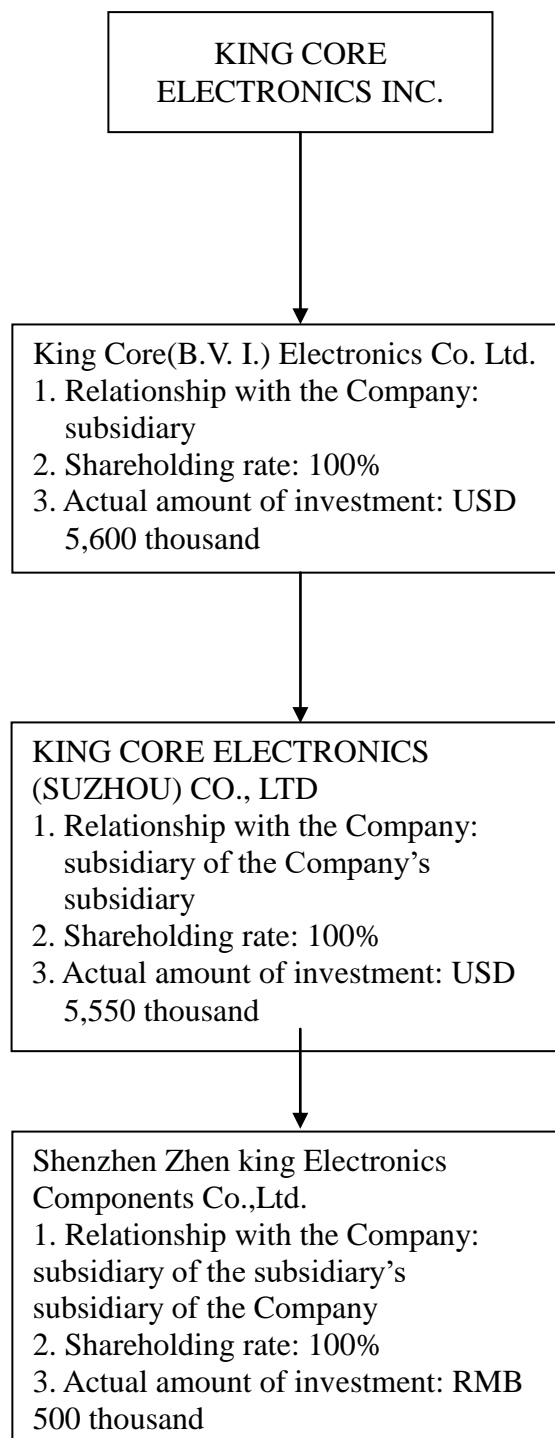 KING CORE
ELECTRONICS INC.
King Core(B.V. I.) Electronics Co. Ltd.
1. Relationship with the Company:
subsidiary
2. Shareholding rate: 100%
3. Actual amount of investment: USD
5,600 thousand
KING CORE ELECTRONICS
(SUZHOU) CO., LTD
1. Relationship with the Company:
subsidiary of the Company’s
subsidiary
2. Shareholding rate: 100%
3. Actual amount of investment: USD
5,550 thousand
Shenzhen Zhen king Electronics
Components Co.,Ltd.
1. Relationship with the Company:
subsidiary of the subsidiary’s
subsidiary of the Company
2. Shareholding rate: 100%
3. Actual amount of investment: RMB
500 thousand